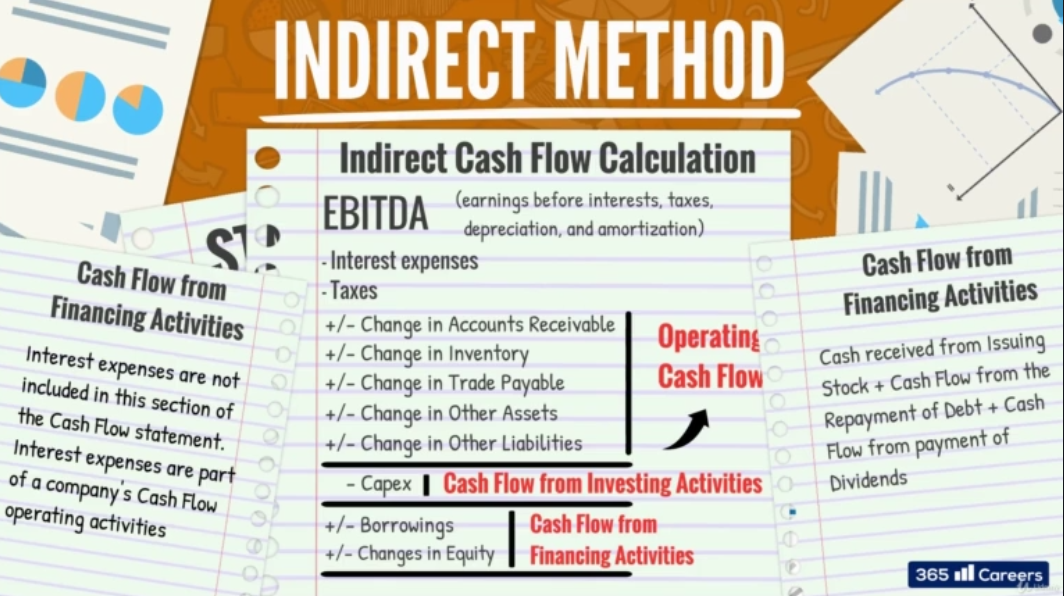 INDIRECT METHOD
Indirect Cash Flow Calculation
EBITDA (earnings before interests, taxes,
depreciation, and amortization)
- Interest expenses
- Taxes
+/- Change in Accounts Receivable
+/- Change in Inventory
+/- Change in Trade Payable
+/- Change in Other Assets
+/- Change in Other Liabilities
Operating
Cash Flow
- Capex
Cash Flow from Investing Activities
+/- Borrowings
+/- Changes in Equity
Cash Flow from
Financing Activities
Cash Flow from
Financing Activities
Interest expenses are not
included in this section of
the Cash Flow statement.
Interest expenses are part
of a company's Cash Flow
operating activities
Cash Flow from
Financing Activities
Cash received from Issuing
Stock + Cash Flow from the
Repayment of Debt + Cash
Flow from payment of
Dividends
365 Careers